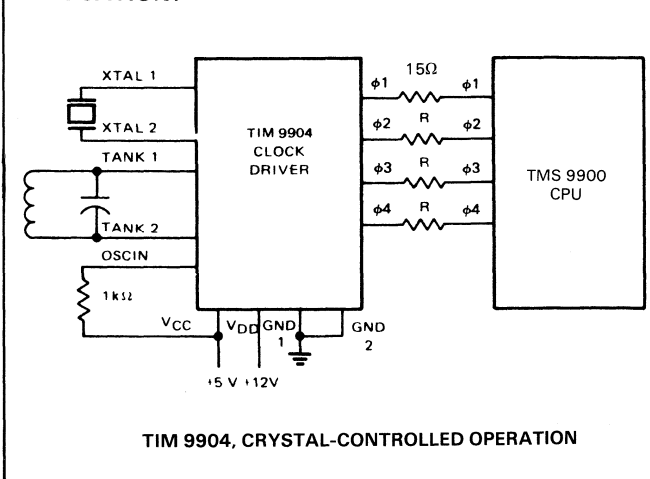 XTAL 1
XTAL 2
TANK 1
TANK 2
OSCIN
1 kΩ
VCC
VDD
GND 1
GND 2
+5 V +12V
TIM 9904
CLOCK
DRIVER
15Ω
ϕ1 ϕ1
ϕ2 R ϕ2
ϕ3 R ϕ3
ϕ4 R ϕ4
TMS 9900
CPU
TIM 9904, CRYSTAL-CONTROLLED OPERATION